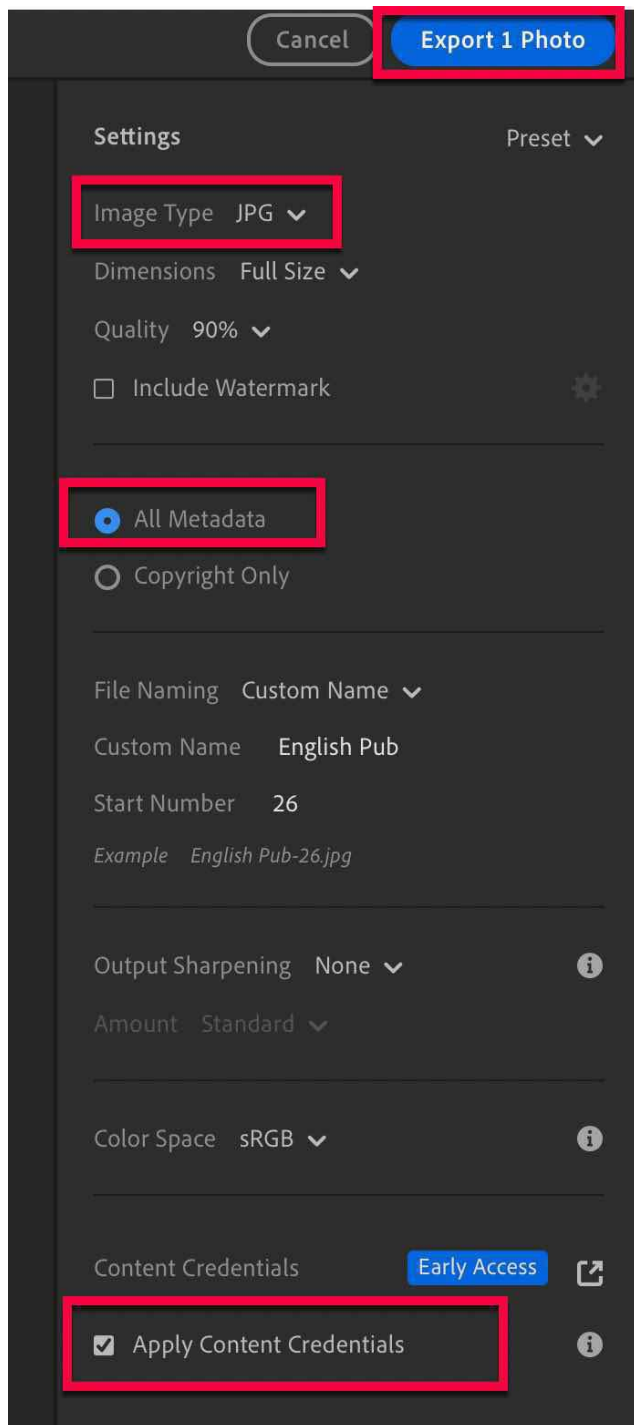 Cancel Export 1 Photo
Settings Preset
Image Type JPG
Dimensions Full Size
Quality 90%
Include Watermark
All Metadata
Copyright Only
File Naming Custom Name
Custom Name English Pub
Start Number 26
Example English Pub-26.jpg
Output Sharpening None
Amount Standard
Color Space sRGB
Content Credentials Early Access
Apply Content Credentials